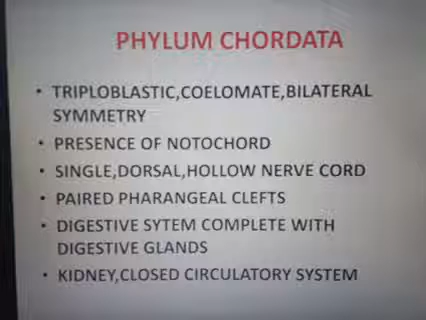 PHYLUM CHORDATA
• TRIPLOBLASTIC,COELOMATE,BILATERAL
SYMMETRY
• PRESENCE OF NOTOCHORD
• SINGLE,DORSAL,HOLLOW NERVE CORD
• PAIRED PHARANGEAL CLEFTS
• DIGESTIVE SYTEM COMPLETE WITH
DIGESTIVE GLANDS
• KIDNEY,CLOSED CIRCULATORY SYSTEM